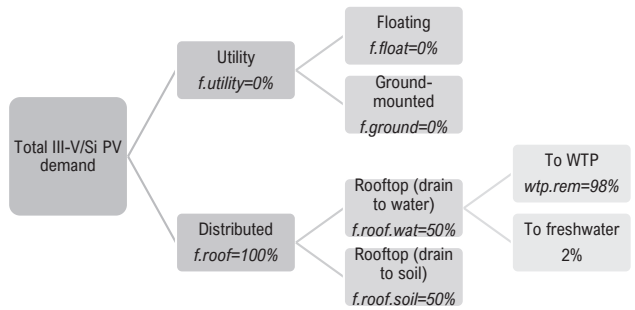 Total III-V/Si PV
demand
Utility
f.utility=0%
Distributed
f.roof=100%
Floating
f.float=0%
Ground-
mounted
f.ground=0%
Rooftop (drain
to water)
f.roof.wat=50%
Rooftop (drain
to soil)
f.roof.soil=50%
To WTP
wtp.rem=98%
To freshwater
2%